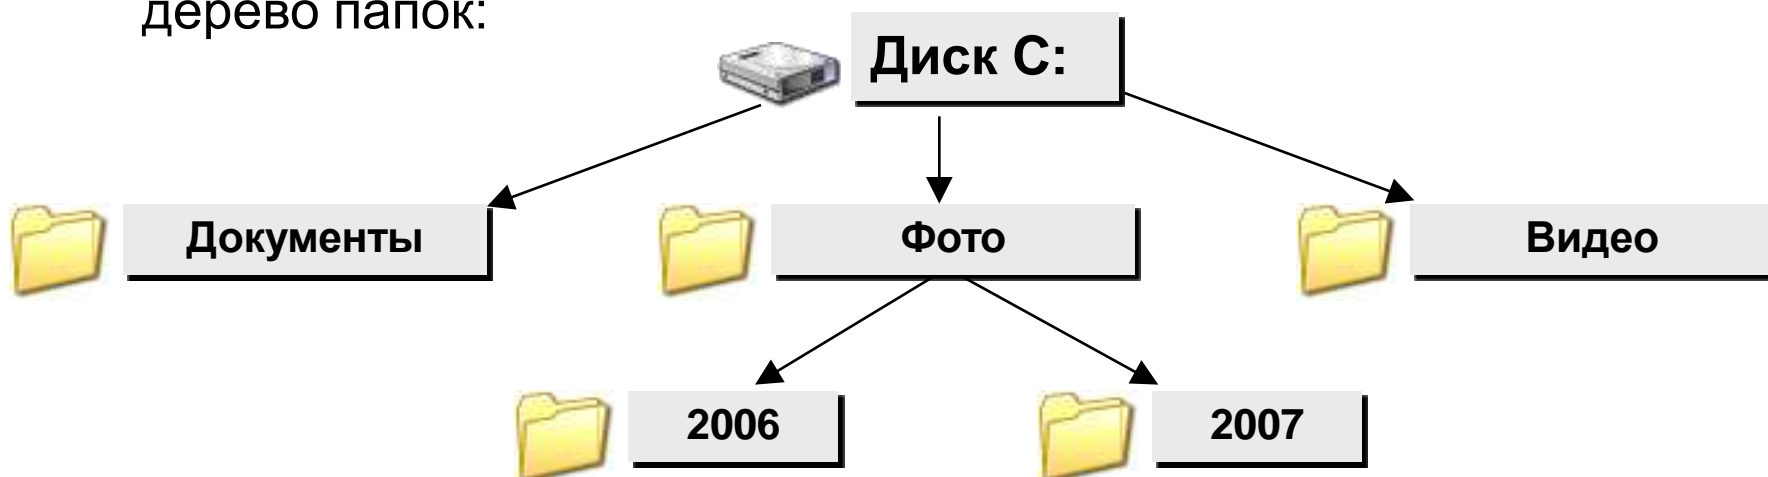 дерево папок:
Диск C:
Документы
Фото
Видео
2006
2007